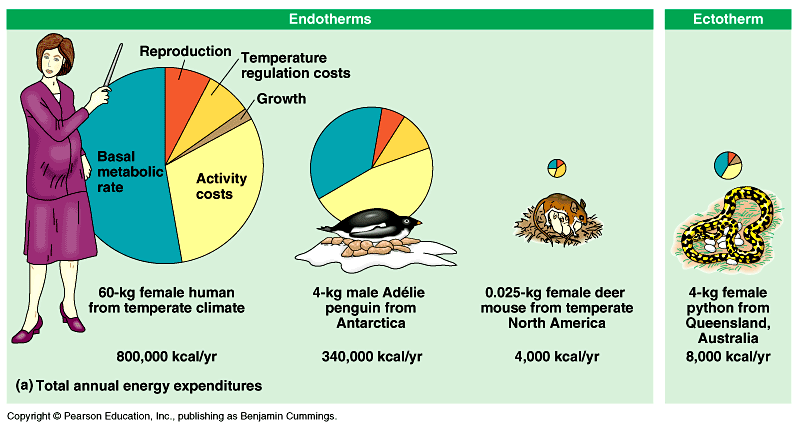 Endotherms
Ectotherm
Reproduction
Temperature
regulation costs
Growth
Basal
metabolic
rate
Activity
costs
60-kg female human
from temperate climate
800,000 kcal/yr
4-kg male Adélie
penguin from
Antarctica
340,000 kcal/yr
0.025-kg female deer
mouse from temperate
North America
4,000 kcal/yr
4-kg female
python from
Queensland,
Australia
8,000 kcal/yr
(a) Total annual energy expenditures
Copyright © Pearson Education, Inc., publishing as Benjamin Cummings.